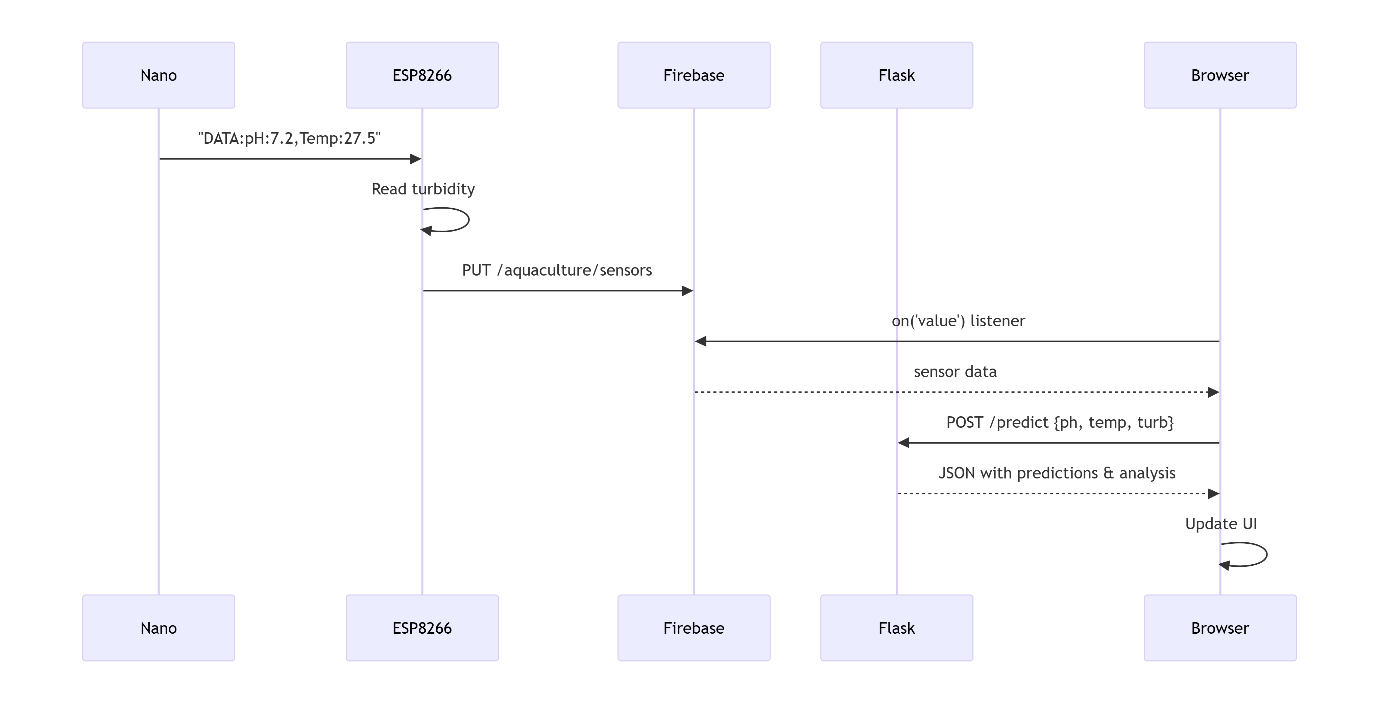 Nano
ESP8266
Firebase
Flask
Browser
"DATA:pH:7.2,Temp:27.5"
Read turbidity
PUT /aquaculture/sensors
on('value') listener
sensor data
POST /predict {ph, temp, turb}
JSON with predictions & analysis
Update UI
Nano
ESP8266
Firebase
Flask
Browser